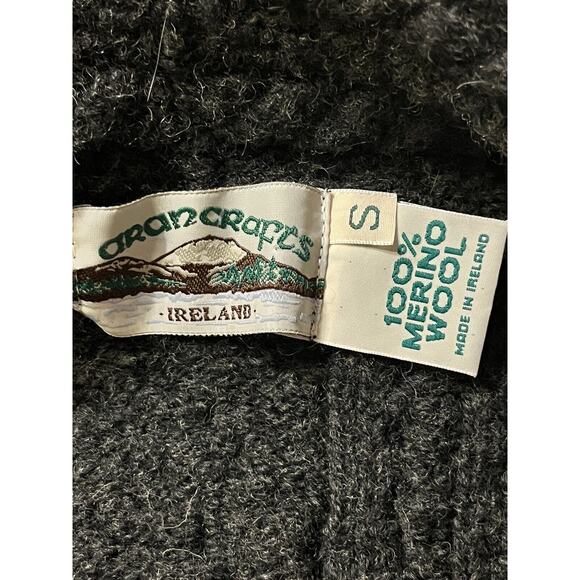 arancrafts
·IRELAND·
S
100%
MERINO
WOOL
MADE IN IRELAND